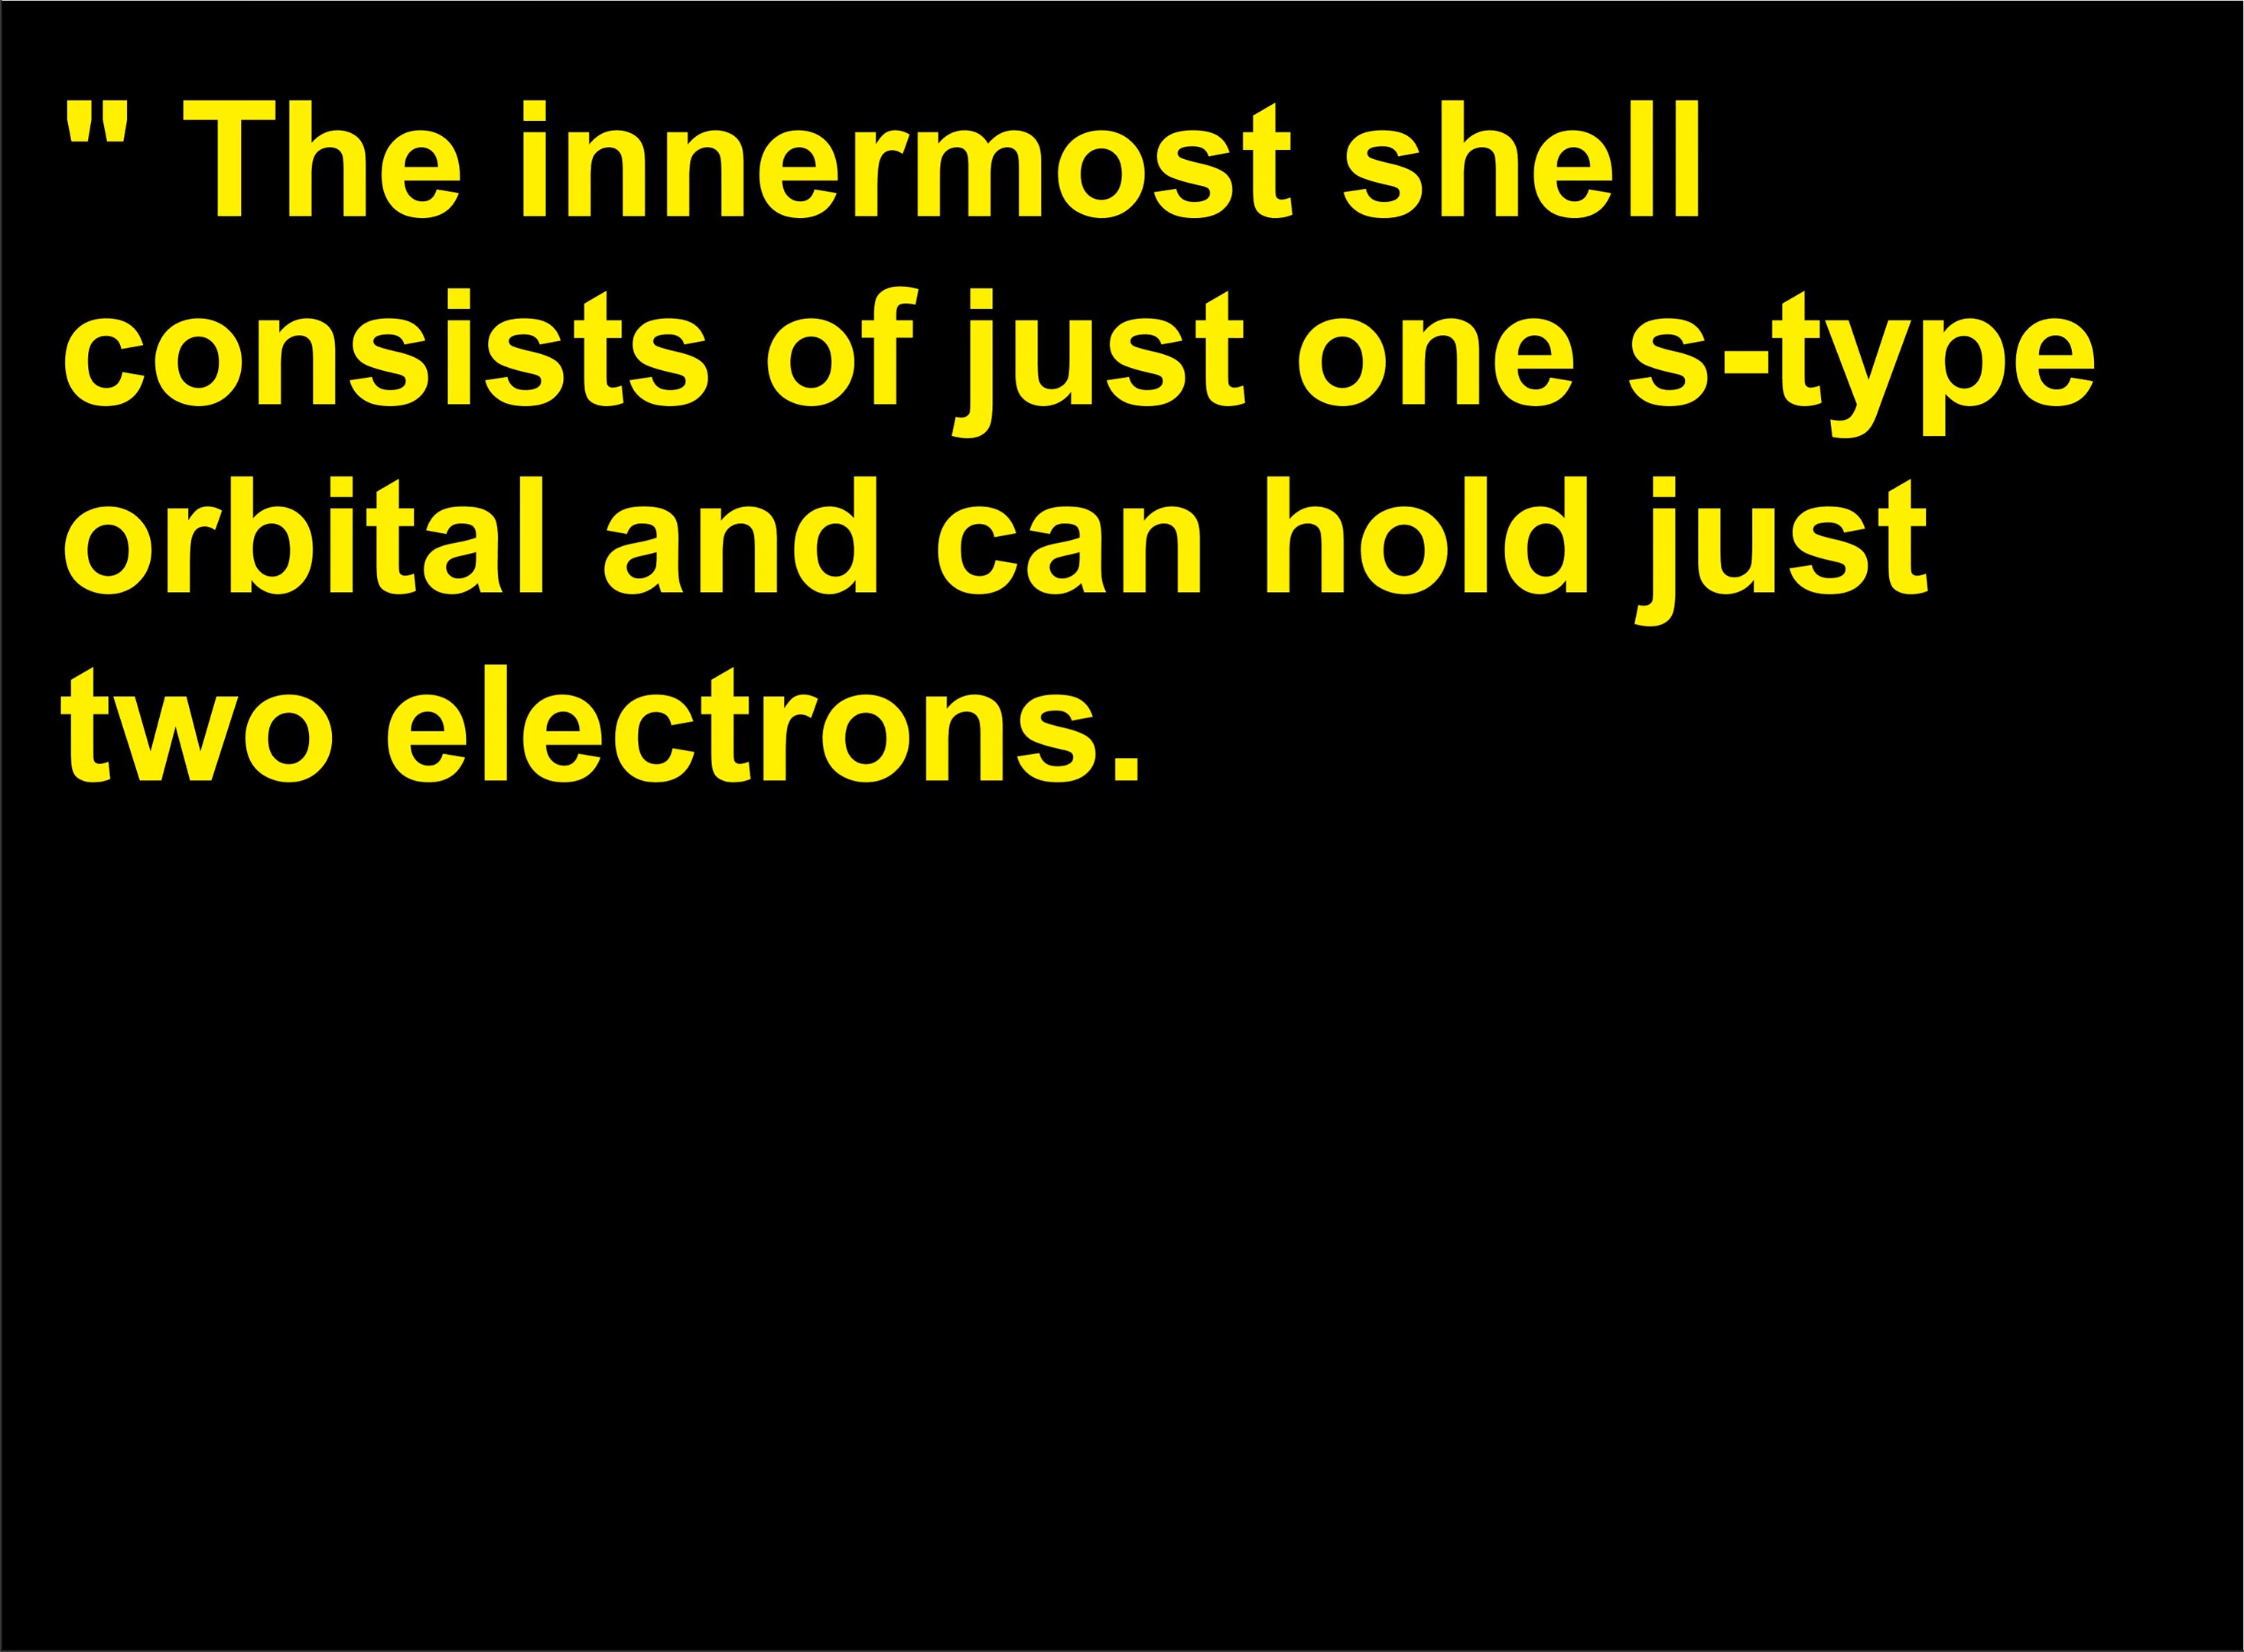 " The innermost shell
consists of just one s-type
orbital and can hold just
two electrons.